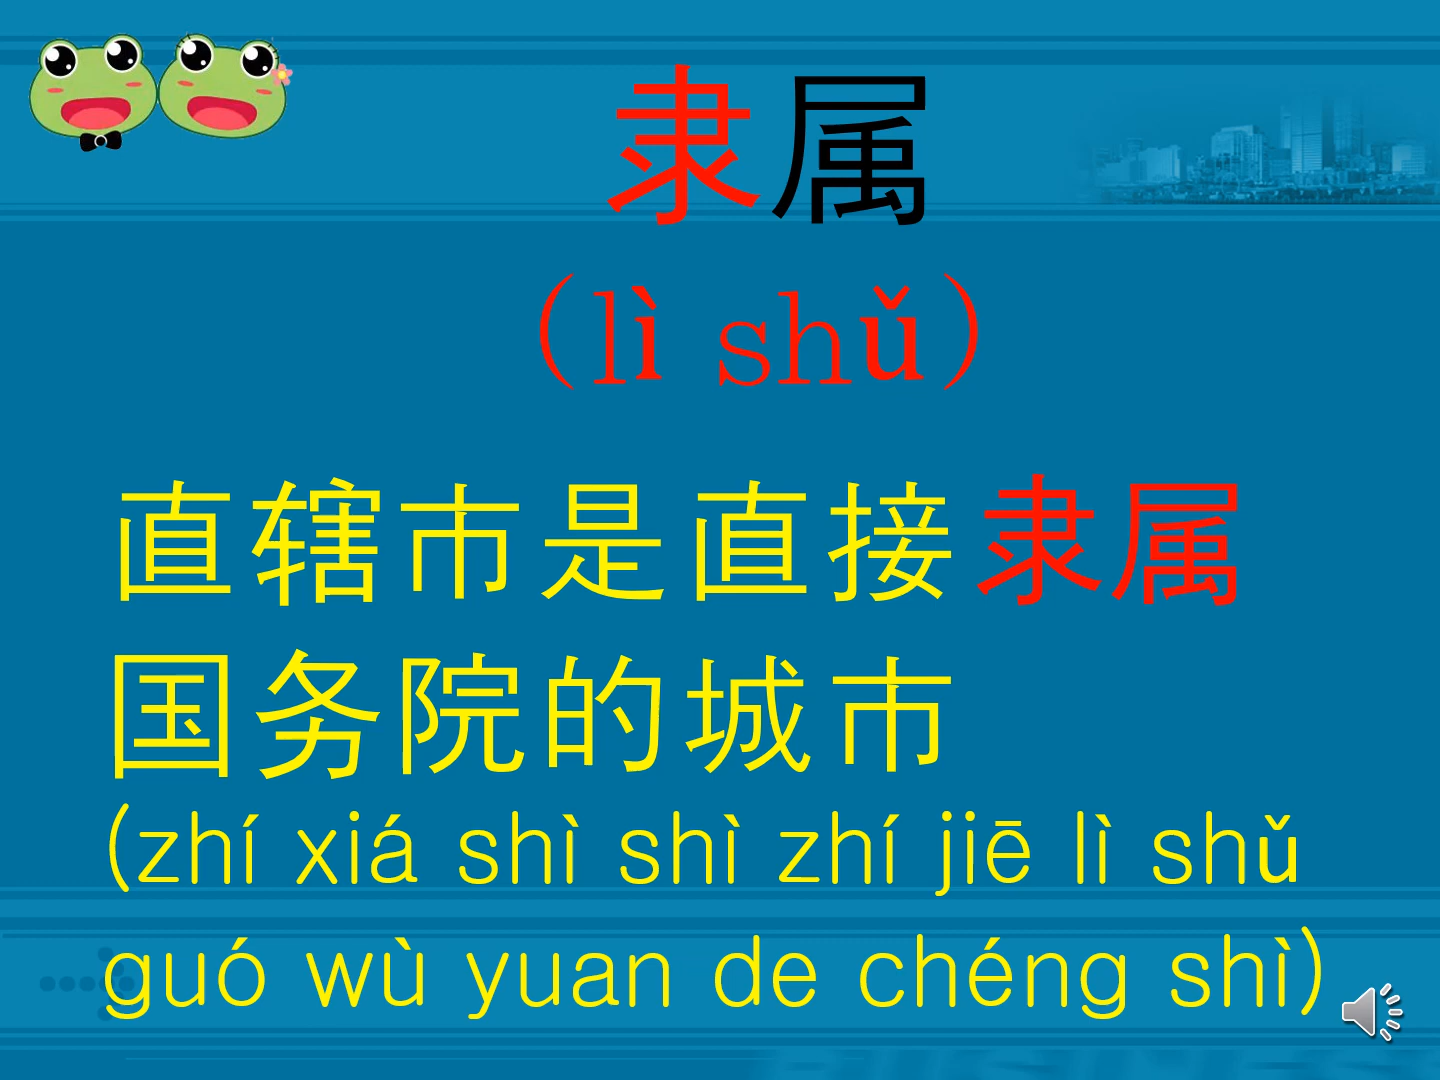 隶属
（lì shǔ）
直辖市是直接隶属
国务院的城市
(zhí xiá shì shì zhí jiē lì shǔ
guó wù yuan de chéng shì)